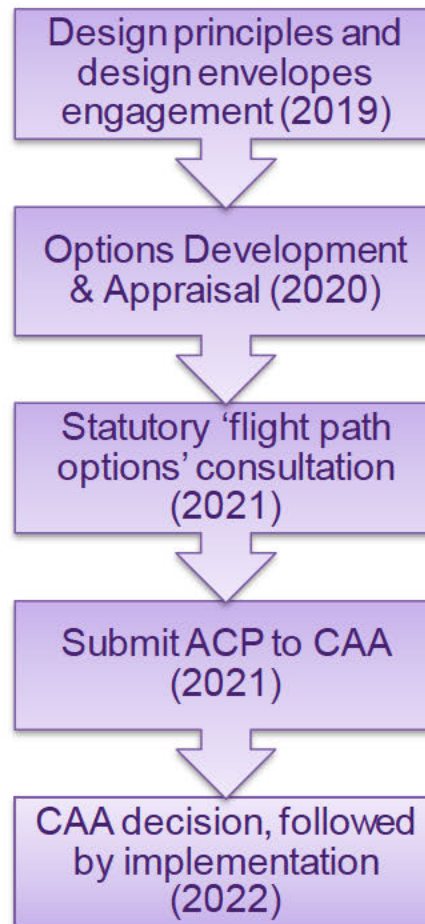 Design principles and
design envelopes
engagement (2019)
Options Development
& Appraisal (2020)
Statutory ‘flight path
options’ consultation
(2021)
Submit ACP to CAA
(2021)
CAA decision, followed
by implementation
(2022)